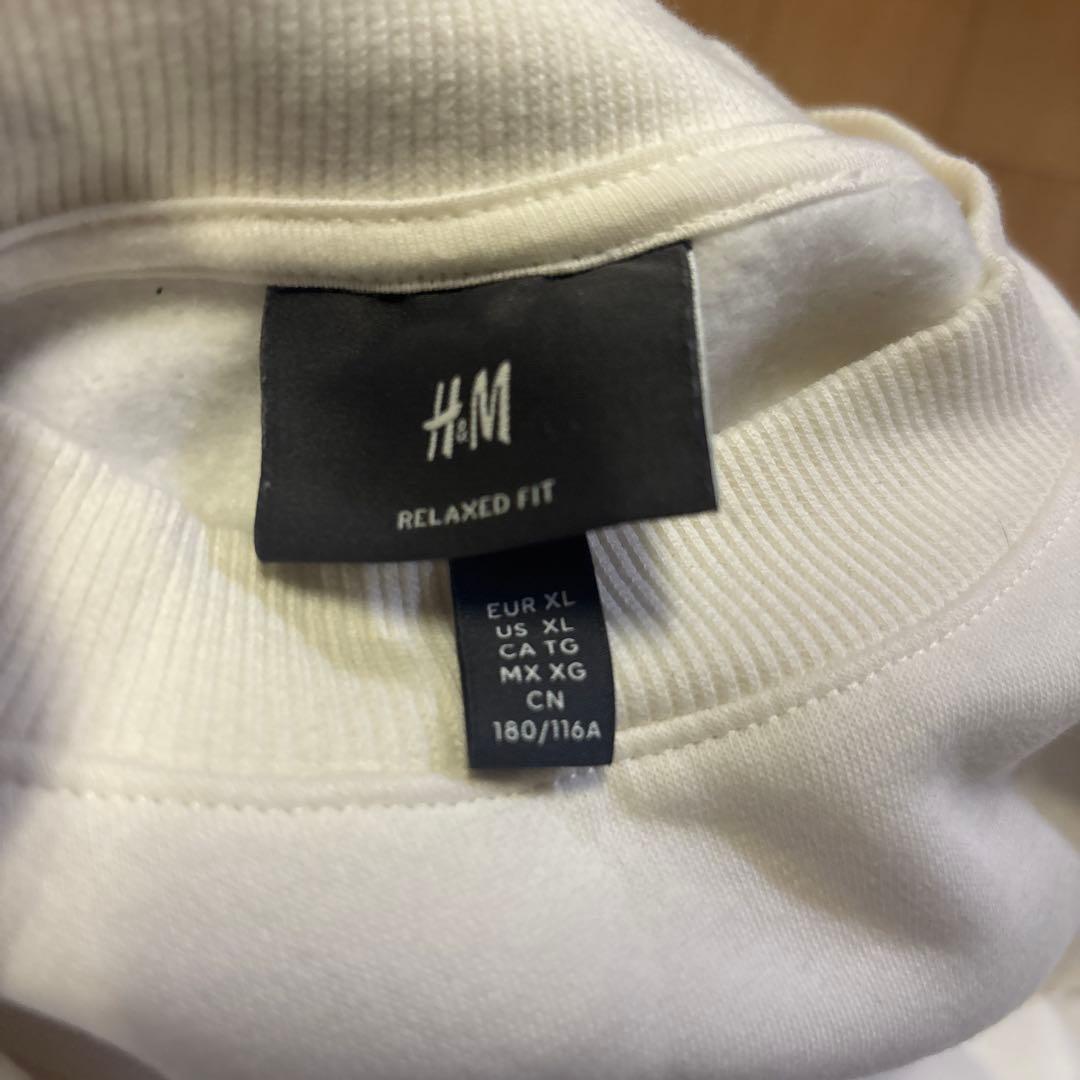 H&M
RELAXED FIT
EUR XL
US XL
CA TG
MX XG
CN
180/116A